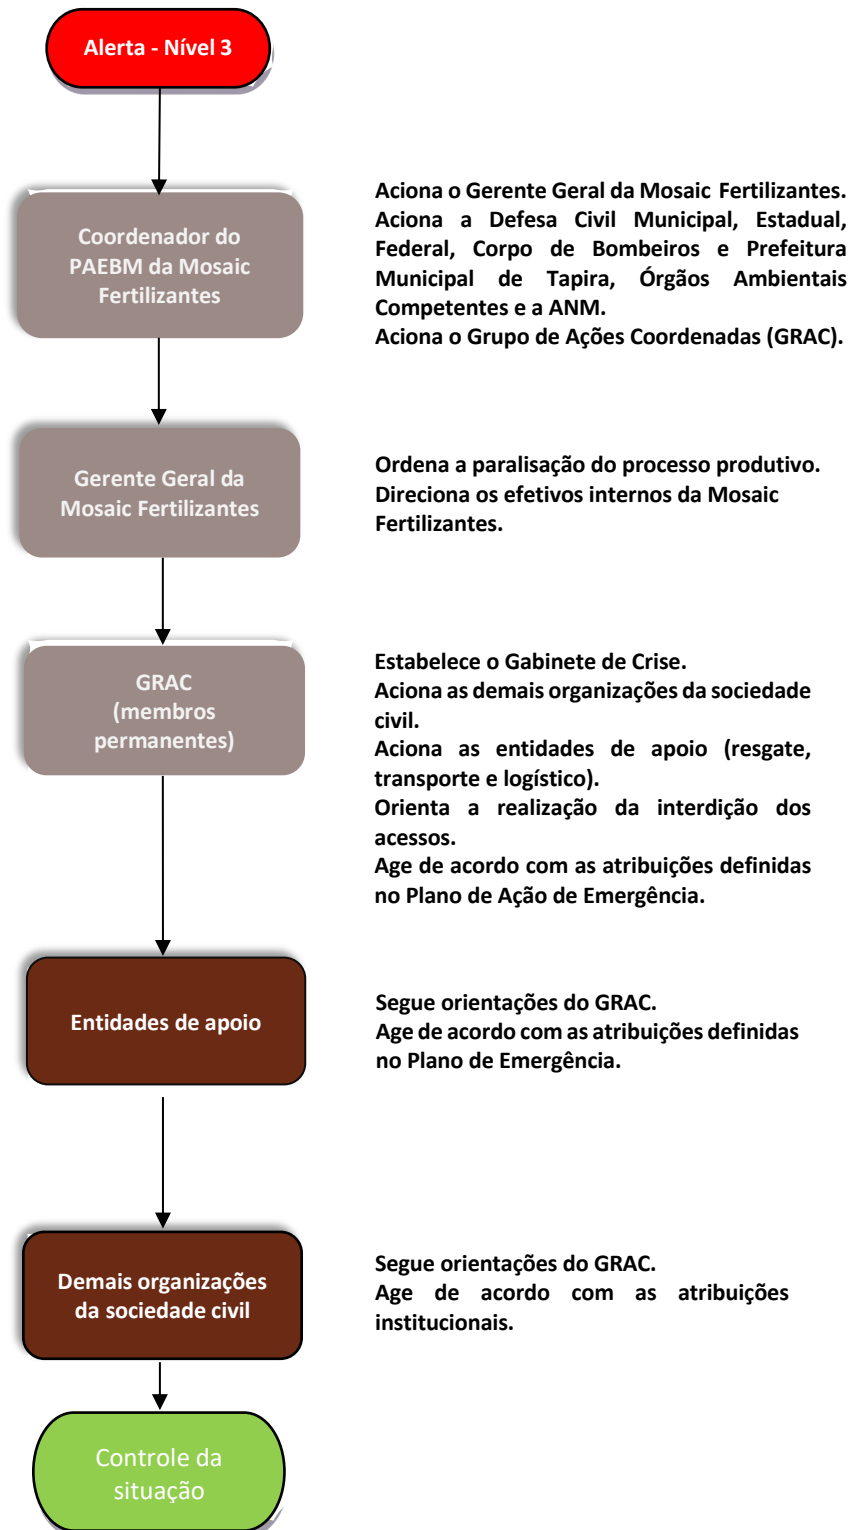 Alerta - Nível 3
Coordenador do
PAEBM da Mosaic
Fertilizantes
Aciona o Gerente Geral da Mosaic Fertilizantes.
Aciona a Defesa Civil Municipal, Estadual,
Federal, Corpo de Bombeiros e Prefeitura
Municipal de Tapira, Órgãos Ambientais
Competentes e a ANM.
Aciona o Grupo de Ações Coordenadas (GRAC).
Gerente Geral da
Mosaic Fertilizantes
Ordena a paralisação do processo produtivo.
Direciona os efetivos internos da Mosaic
Fertilizantes.
GRAC
(membros
permanentes)
Estabelece o Gabinete de Crise.
Aciona as demais organizações da sociedade
civil.
Aciona as entidades de apoio (resgate,
transporte e logístico).
Orienta a realização da interdição dos
acessos.
Age de acordo com as atribuições definidas
no Plano de Ação de Emergência.
Entidades de apoio
Segue orientações do GRAC.
Age de acordo com as atribuições definidas
no Plano de Emergência.
Demais organizações
da sociedade civil
Segue orientações do GRAC.
Age de acordo com as atribuições
institucionais.
Controle da
situação